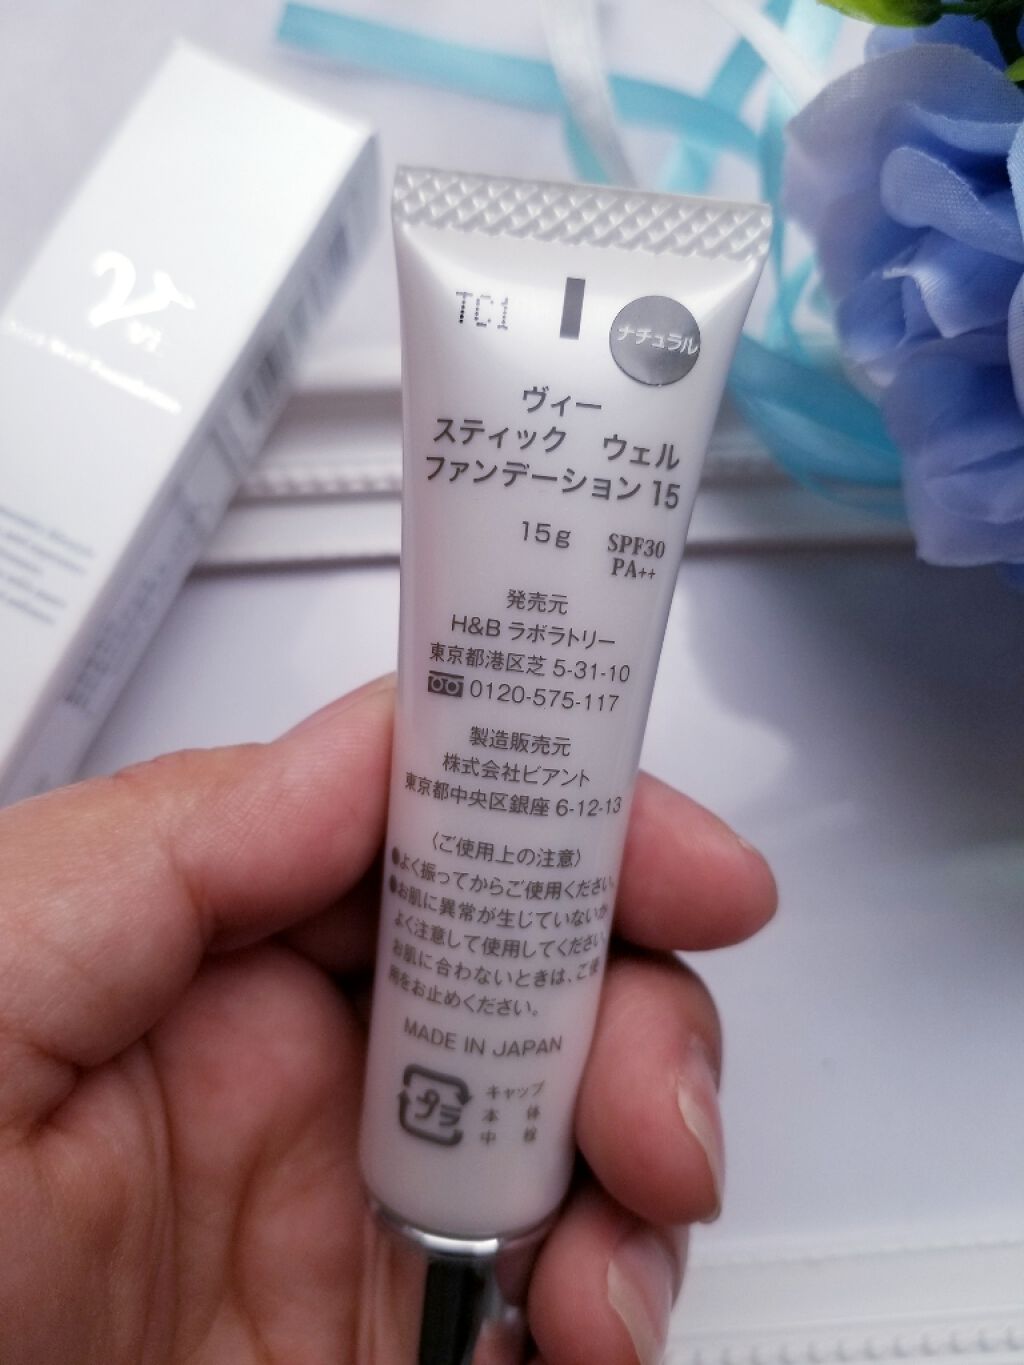 TC1
ナチュラル
ヴィー
スティック　ウェル
ファンデーション 15
15g
SPF30
PA++
発売元
H&B ラボラトリー
東京都港区芝 5-31-10
0120-575-117
製造販売元
株式会社ビアント
東京都中央区銀座 6-12-13
〈ご使用上の注意〉
●よく振ってからご使用ください。
●お肌に異常が生じていないか
よく注意して使用してください。
お肌に合わないときは、ご使
用をお止めください。
MADE IN JAPAN
プラ
キャップ
本　体
中　栓